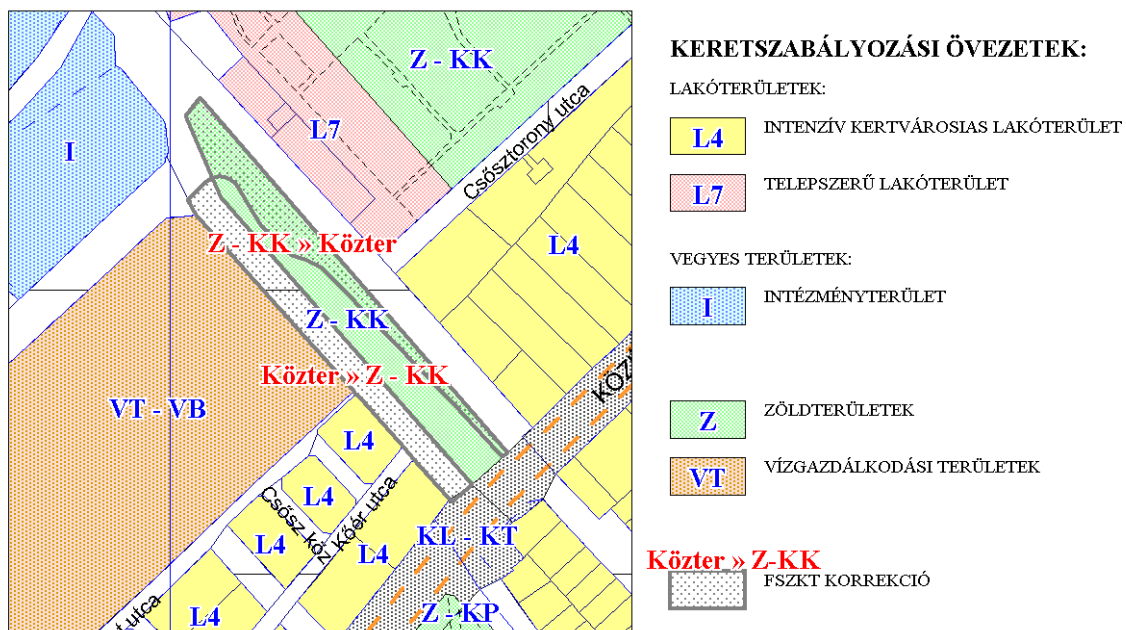 Z - KK
L7
I
Csősztorony utca
L4
Z - KK » Közter
Z - KK
Közter » Z - KK
VT - VB
L4
L4
L4
L4
L4
Csősz köz
Kőér utca
KL - KT
Z - KP
utca
KERETSZABÁLYOZÁSI ÖVEZETEK:
LAKÓTERÜLETEK:
L4 INTENZÍV KERTVÁROSIAS LAKÓTERÜLET
L7 TELEPSZERŰ LAKÓTERÜLET
VEGYES TERÜLETEK:
I INTÉZMÉNYTERÜLET
Z ZÖLDTERÜLETEK
VT VÍZGAZDÁLKODÁSI TERÜLETEK
Közter » Z-KK
FSZKT KORREKCIÓ